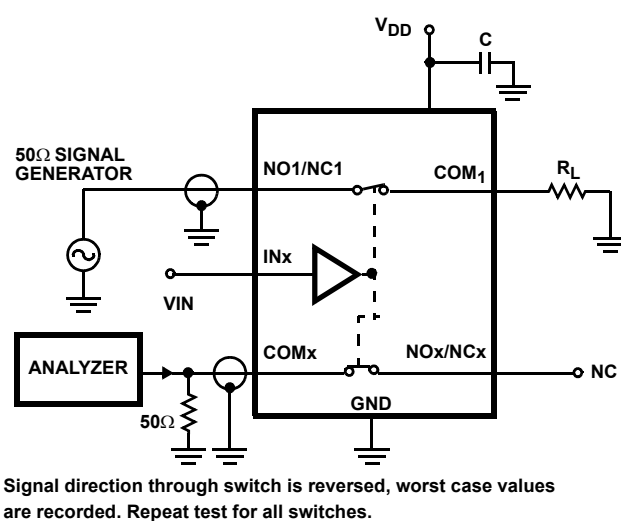 VDD
C
50Ω SIGNAL
GENERATOR
NO1/NC1
COM1
RL
INx
VIN
ANALYZER
COMx
NOx/NCx
NC
50Ω
GND
Signal direction through switch is reversed, worst case values
are recorded. Repeat test for all switches.